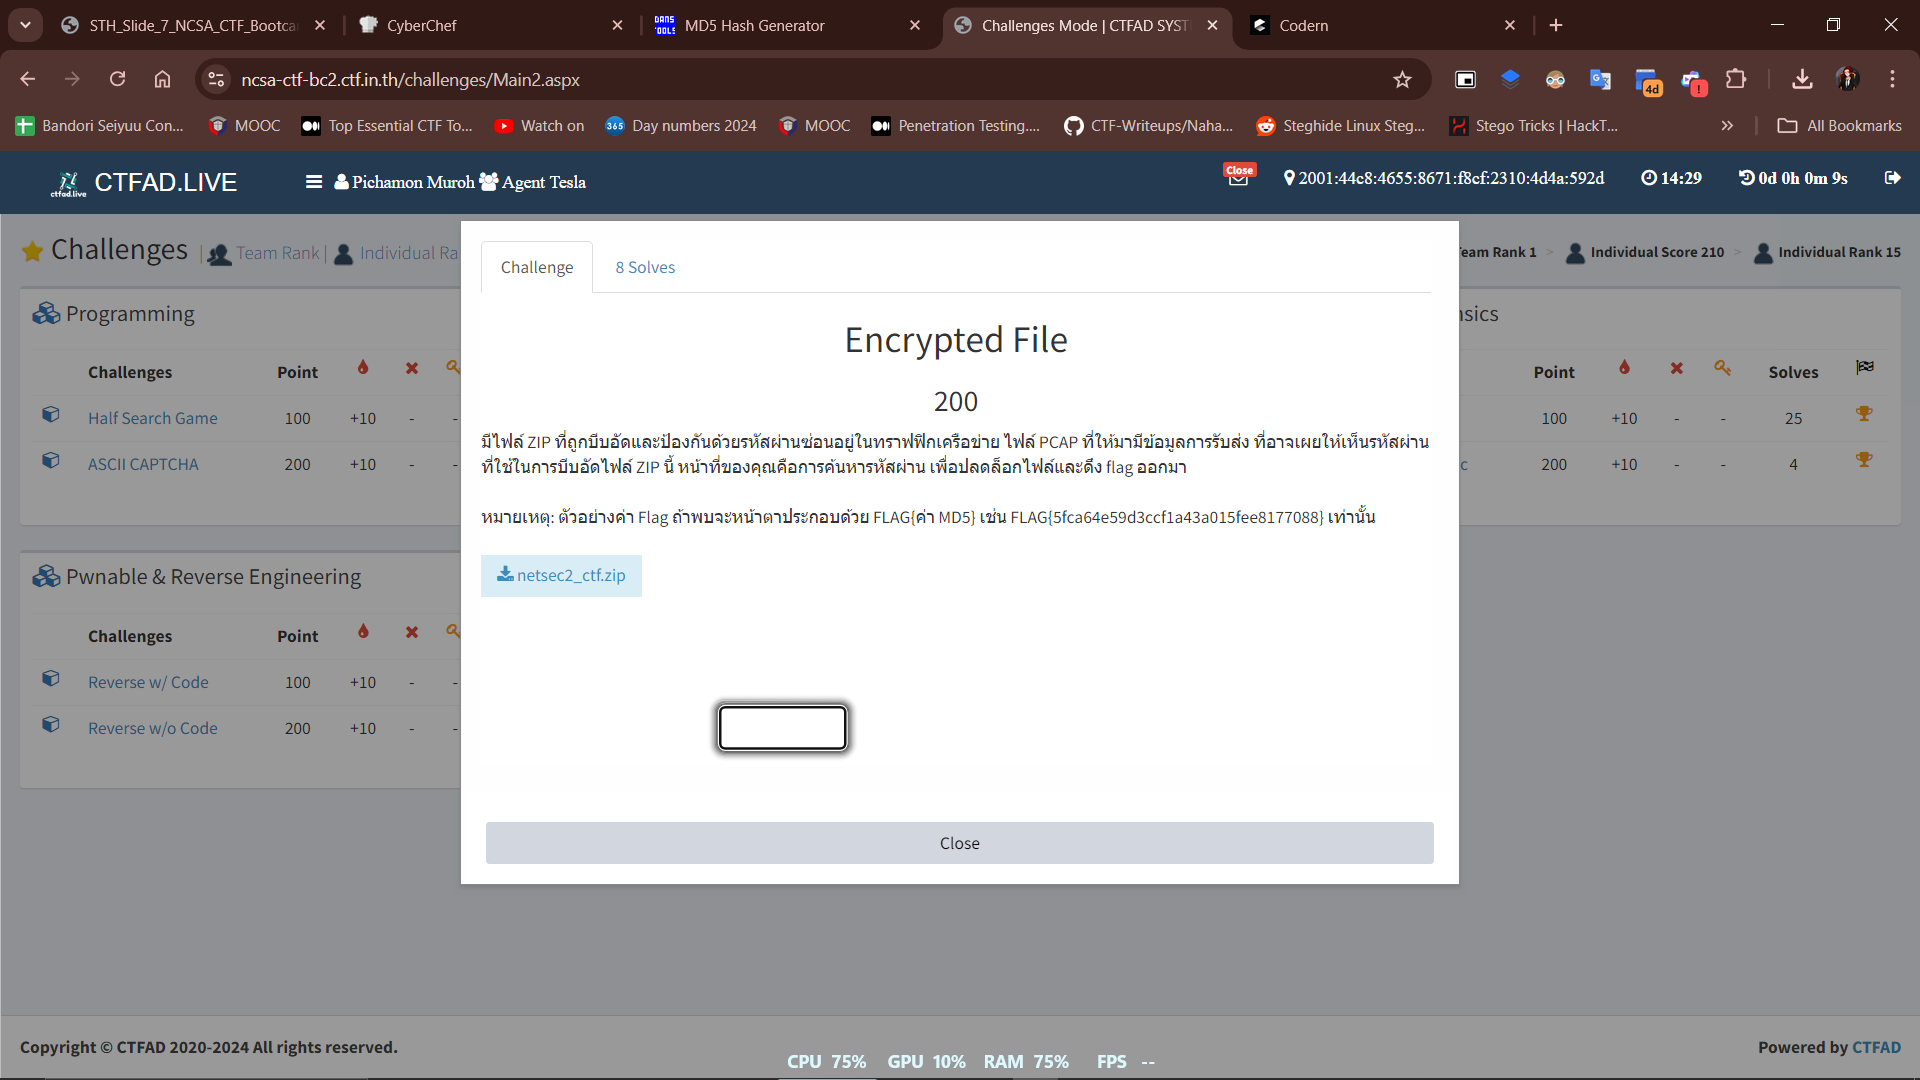 STH_Slide_7_NCSA_CTF_Bootca
CyberChef
MD5 Hash Generator
Challenges Mode | CTFAD SYST
Codern
ncsa-ctf-bc2.ctf.in.th/challenges/Main2.aspx
4d
!
Bandori Seiyuu Con...
MOOC
Top Essential CTF To...
Watch on
365
Day numbers 2024
MOOC
Penetration Testing....
CTF-Writeups/Naha...
Steghide Linux Steg...
Stego Tricks | HackT...
All Bookmarks
CTFAD.LIVE
Pichamon Muroh
Agent Tesla
Close
2001:44c8:4655:8671:f8cf:2310:4d4a:592d
14:29
0d 0h 0m 9s
Challenges | Team Rank | Individual Ra
Team Rank 1 > Individual Score 210 > Individual Rank 15
Challenge
8 Solves
Encrypted File
200
มีไฟล์ ZIP ที่ถูกบีบอัดและป้องกันด้วยรหัสผ่านซ่อนอยู่ในทราฟฟิกเครือข่าย ไฟล์ PCAP ที่ให้มามีข้อมูลการรับส่ง ที่อาจเผยให้เห็นรหัสผ่าน
ที่ใช้ในการบีบอัดไฟล์ ZIP นี้ หน้าที่ของคุณคือการค้นหารหัสผ่าน เพื่อปลดล็อกไฟล์และดึง flag ออกมา
หมายเหตุ: ตัวอย่างค่า Flag ถ้าพบจะหน้าตาประกอบด้วย FLAG{ค่า MD5} เช่น FLAG{5fca64e59d3ccf1a43a015fee8177088} เท่านั้น
netsec2_ctf.zip
Close
Programming
Challenges Point
Half Search Game 100 +10 - -
ASCII CAPTCHA 200 +10 - -
Pwnable & Reverse Engineering
Challenges Point
Reverse w/ Code 100 +10 - -
Reverse w/o Code 200 +10 - -
nsics
Point Solves
100 +10 - - 25
c 200 +10 - - 4
Copyright © CTFAD 2020-2024 All rights reserved.
Powered by CTFAD
CPU 75% GPU 10% RAM 75% FPS --